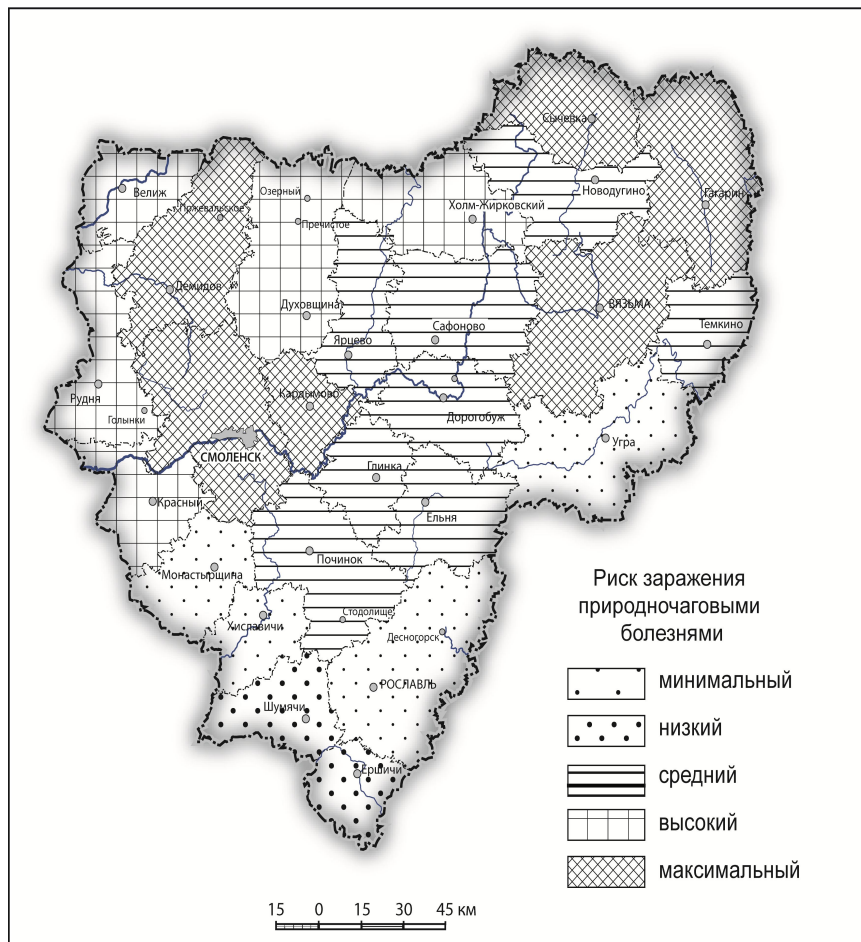 Сычевка
Новодугино
Гагарин
Велиж
Озерный
Холм-Жирковский
Пржевальское
Пречистое
Демидов
Духовщина
ВЯЗЬМА
Сафоново
Темкино
Ярцево
Рудня
Кардымово
Голынки
Дорогобуж
Угра
СМОЛЕНСК
Глинка
Красный
Ельня
Починок
Монастырщина
Хиславичи
Стодолище
Десногорск
РОСЛАВЛЬ
Шумячи
Ершичи
Риск заражения
природночаговыми
болезнями
минимальный
низкий
средний
высокий
максимальный
15 0 15 30 45 км